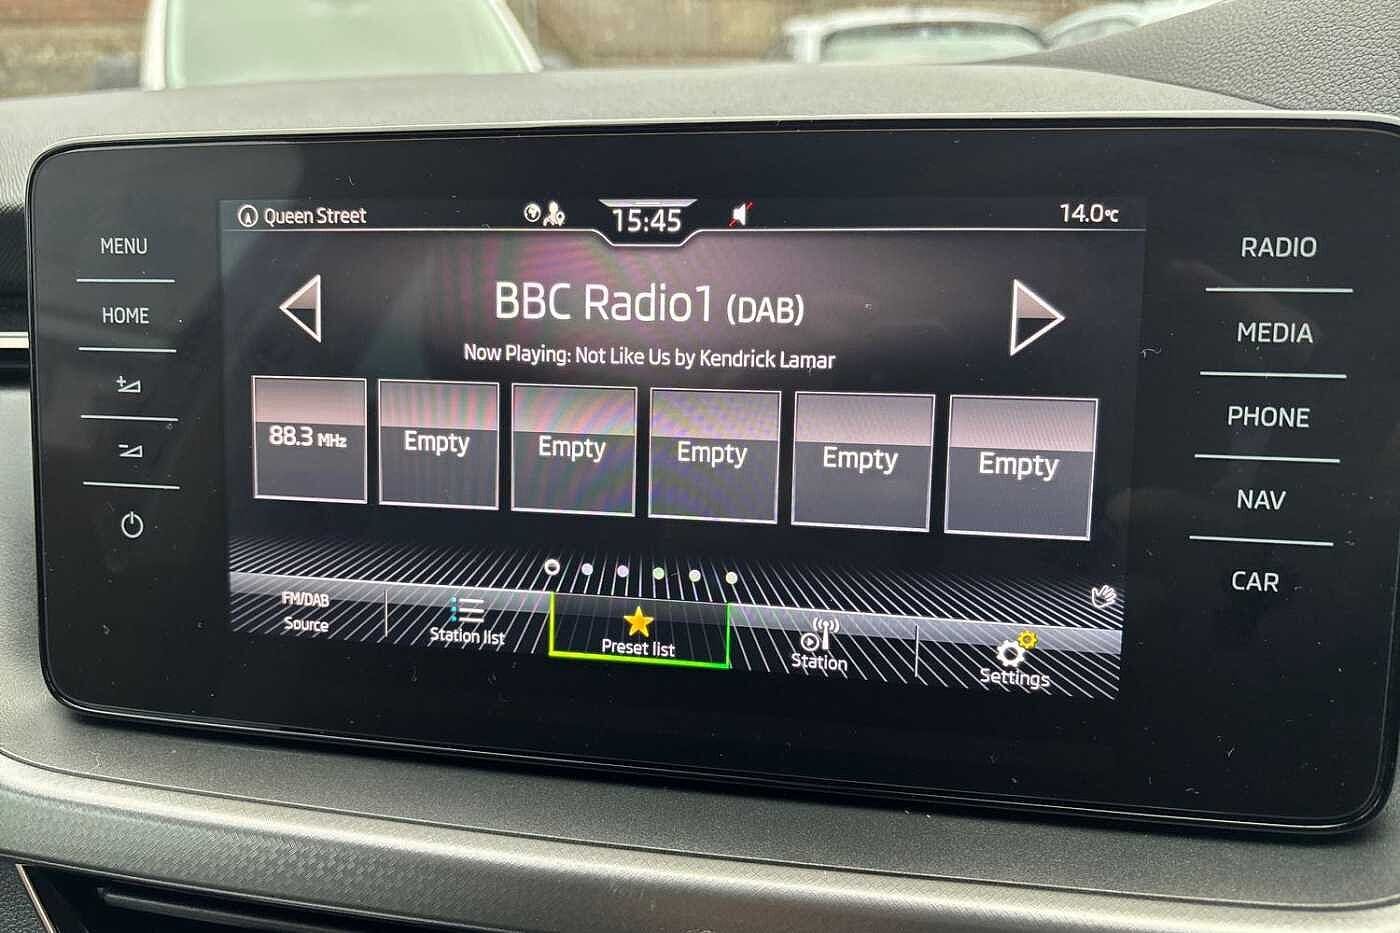 Queen Street
15:45
14.0°C
MENU
HOME
BBC Radio1 (DAB)
Now Playing: Not Like Us by Kendrick Lamar
88.3 MHz
Empty
Empty
Empty
Empty
Empty
FM/DAB
Source
Station list
Preset list
Station
Settings
RADIO
MEDIA
PHONE
NAV
CAR